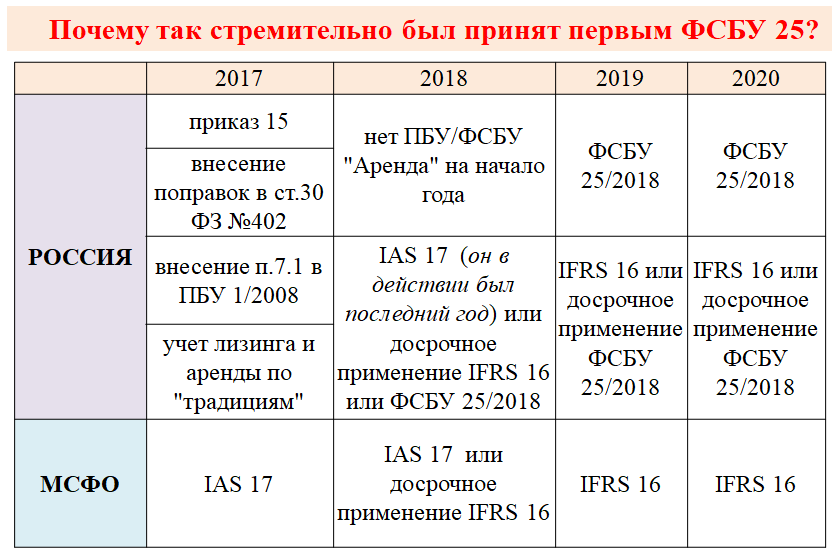 Почему так стремительно был принят первым ФСБУ 25?
2017
2018
2019
2020
РОССИЯ
приказ 15
внесение
поправок в ст.30
ФЗ №402
внесение п.7.1 в
ПБУ 1/2008
учет лизинга и
аренды по
"традициям"
нет ПБУ/ФСБУ
"Аренда" на начало
года
IAS 17 (он в
действии был
последний год) или
досрочное
применение IFRS 16
или ФСБУ 25/2018
ФСБУ
25/2018
IFRS 16 или
досрочное
применение
ФСБУ
25/2018
ФСБУ
25/2018
IFRS 16 или
досрочное
применение
ФСБУ
25/2018
МСФО
IAS 17
IAS 17 или
досрочное
применение IFRS 16
IFRS 16
IFRS 16